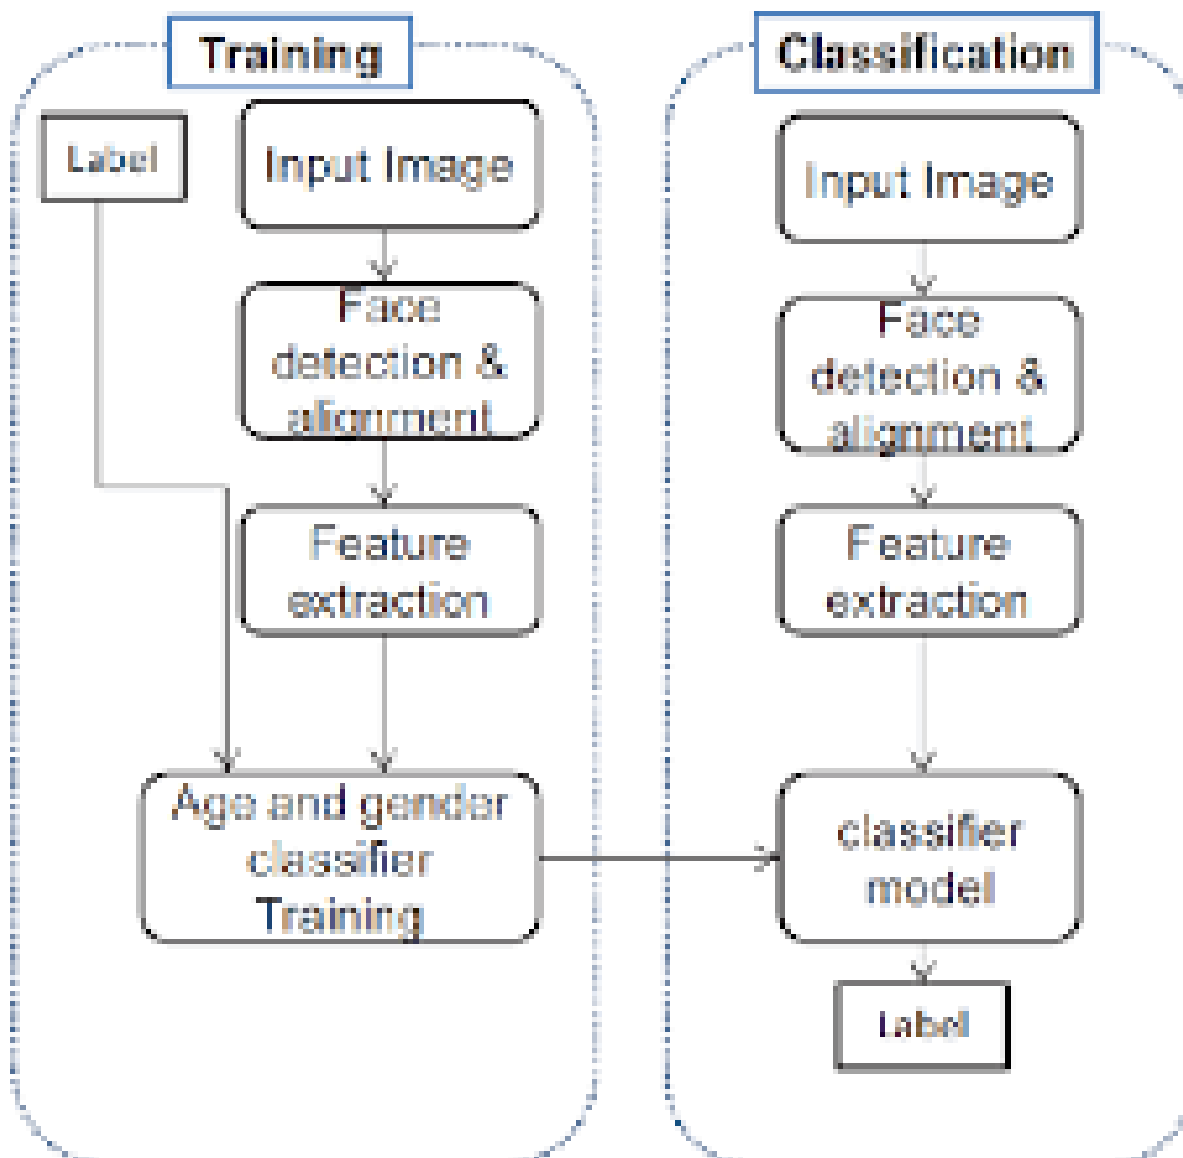 Training
Label
Input Image
Face
detection &
alignment
Feature
extraction
Age and gender
classifier
Training
Classification
Input Image
Face
detection &
alignment
Feature
extraction
classifier
model
Label